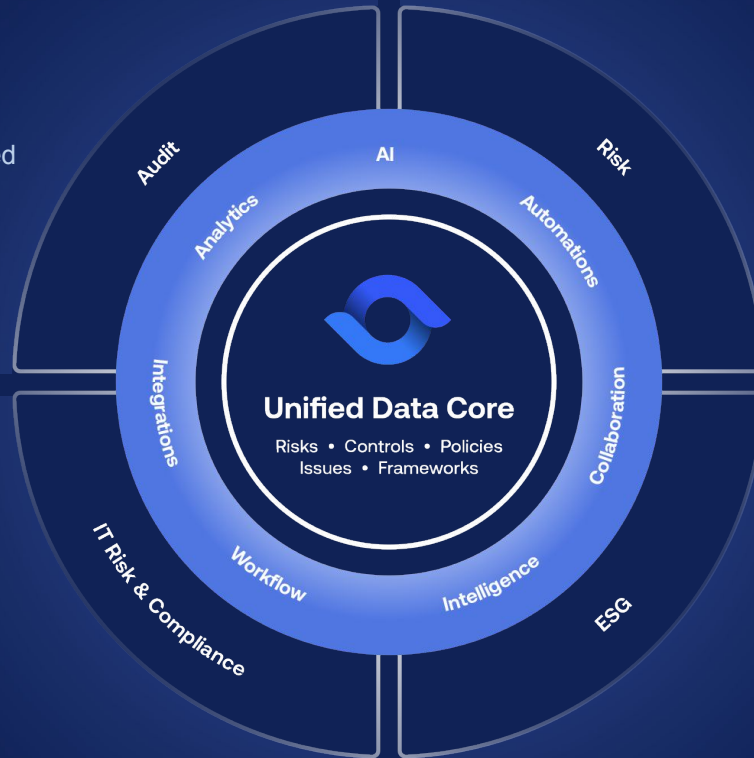 ed
Audit
Risk
AI
Analytics
Automations
Integrations
Collaboration
Unified Data Core
Risks • Controls • Policies
Issues • Frameworks
Workflow
Intelligence
IT Risk & Compliance
ESG